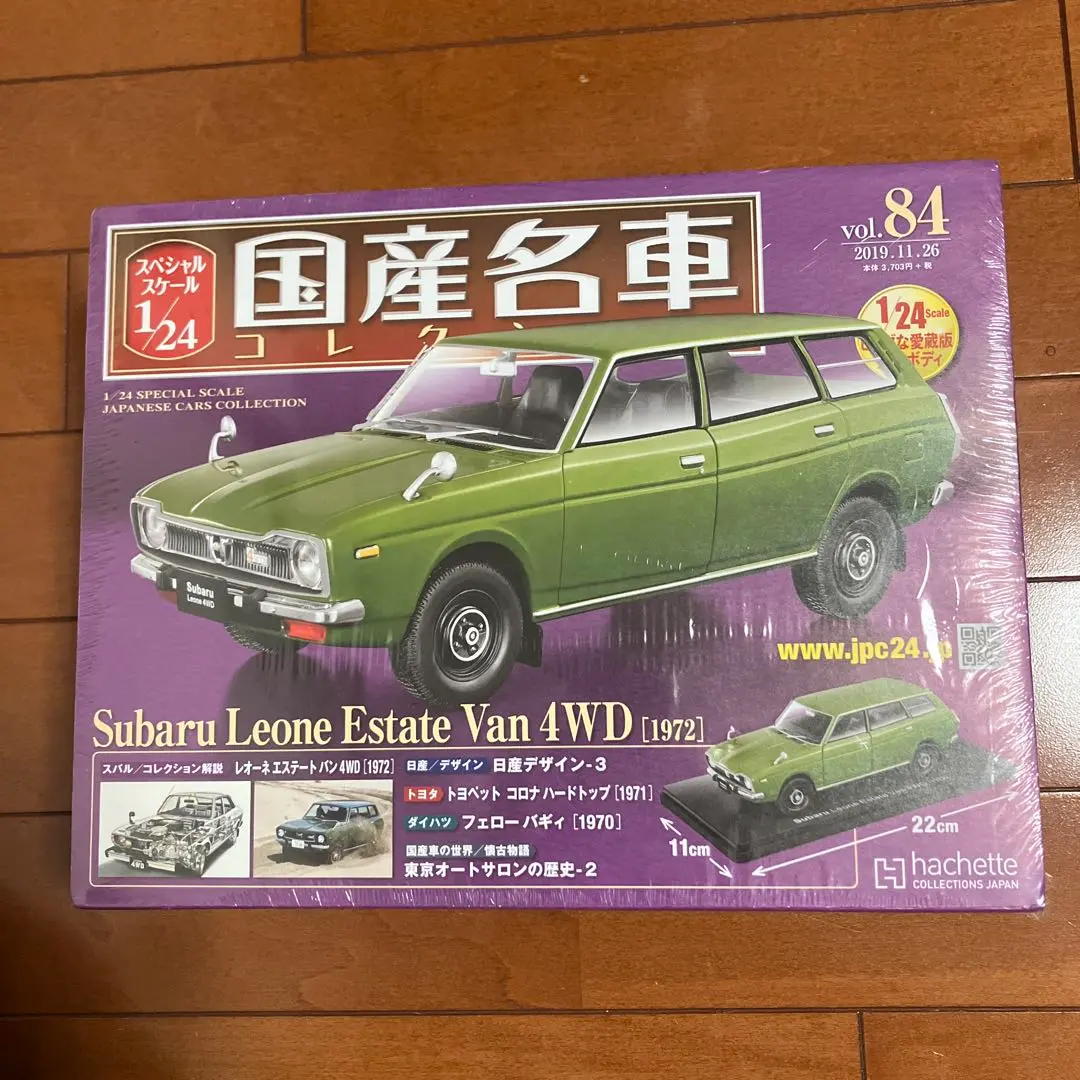 スペシャル
スケール
1/24
国産名車
コレク
1/24 SPECIAL SCALE
JAPANESE CARS COLLECTION
vol.84
2019.11.26
本体 3,703円+税
1/24 Scale
な愛蔵版
ボディ
Subaru
Leone 4WD
www.jpc24.jp
Subaru Leone Estate Van 4WD [1972]
スバル/コレクション解説 レオーネ エステートバン 4WD [1972]
日産/デザイン 日産デザイン-3
トヨタ トヨペット コロナ ハードトップ [1971]
ダイハツ フェロー バギィ [1970]
国産車の世界/懐古物語
東京オートサロンの歴史-2
4WD
Subaru Leone Estate
11cm
22cm
hachette
COLLECTIONS JAPAN